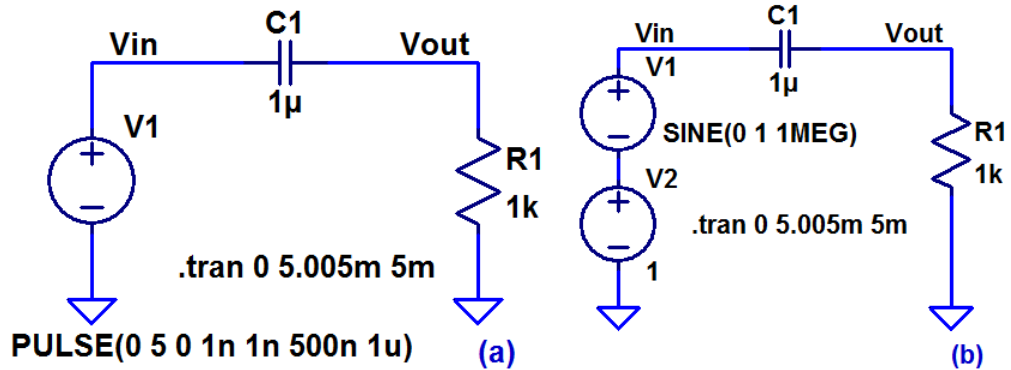 C1
Vin
Vout
1µ
V1
R1
1k
.tran 0 5.005m 5m
PULSE(0 5 0 1n 1n 500n 1u)
(a)
C1
Vin
Vout
V1
1µ
SINE(0 1 1MEG)
R1
V2
1k
.tran 0 5.005m 5m
1
(b)